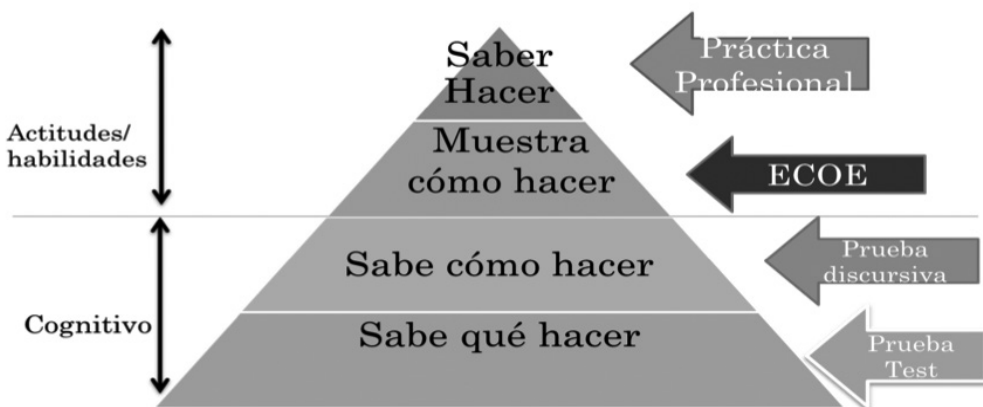 Saber
Hacer
Práctica
Profesional
Actitudes/
habilidades
Muestra
cómo hacer
ECOE
Sabe cómo hacer
Prueba
discursiva
Cognitivo
Sabe qué hacer
Prueba
Test